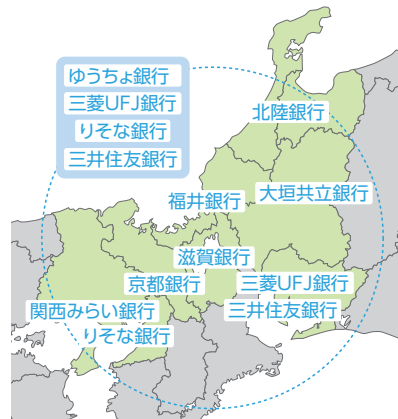 ゆうちょ銀行
三菱UFJ銀行
りそな銀行
三井住友銀行
北陸銀行
福井銀行
大垣共立銀行
滋賀銀行
京都銀行
三菱UFJ銀行
三井住友銀行
関西みらい銀行
りそな銀行